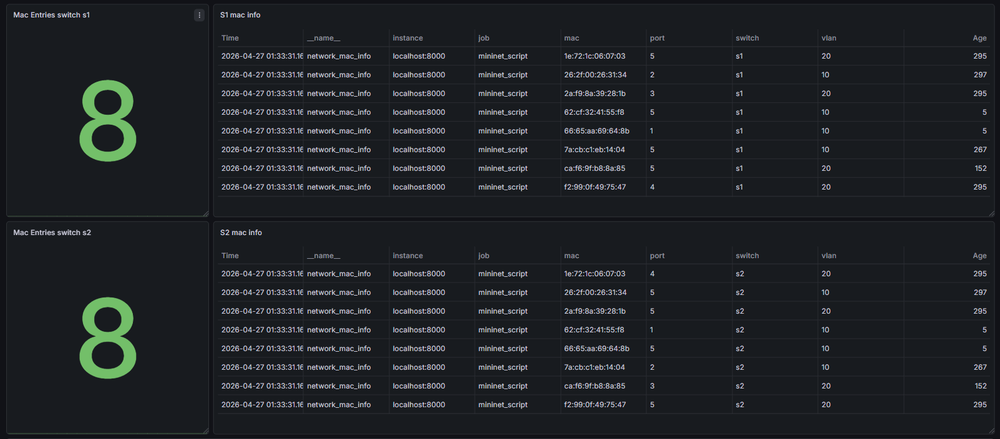 Mac Entries switch s1
8
S1 mac info
Time __name__ instance job mac port switch vlan Age
2026-04-27 01:33:31.16 network_mac_info localhost:8000 mininet_script 1e:72:1c:06:07:03 5 s1 20 295
2026-04-27 01:33:31.16 network_mac_info localhost:8000 mininet_script 26:2f:00:26:31:34 2 s1 10 297
2026-04-27 01:33:31.16 network_mac_info localhost:8000 mininet_script 2a:f9:8a:39:28:1b 3 s1 20 295
2026-04-27 01:33:31.16 network_mac_info localhost:8000 mininet_script 62:cf:32:41:55:f8 5 s1 10 5
2026-04-27 01:33:31.16 network_mac_info localhost:8000 mininet_script 66:65:aa:69:64:8b 1 s1 10 5
2026-04-27 01:33:31.16 network_mac_info localhost:8000 mininet_script 7a:cb:c1:eb:14:04 5 s1 10 267
2026-04-27 01:33:31.16 network_mac_info localhost:8000 mininet_script ca:f6:9f:b8:8a:85 5 s1 20 152
2026-04-27 01:33:31.16 network_mac_info localhost:8000 mininet_script f2:99:0f:49:75:47 4 s1 20 295
Mac Entries switch s2
8
S2 mac info
Time __name__ instance job mac port switch vlan Age
2026-04-27 01:33:31.16 network_mac_info localhost:8000 mininet_script 1e:72:1c:06:07:03 4 s2 20 295
2026-04-27 01:33:31.16 network_mac_info localhost:8000 mininet_script 26:2f:00:26:31:34 5 s2 10 297
2026-04-27 01:33:31.16 network_mac_info localhost:8000 mininet_script 2a:f9:8a:39:28:1b 5 s2 20 295
2026-04-27 01:33:31.16 network_mac_info localhost:8000 mininet_script 62:cf:32:41:55:f8 1 s2 10 5
2026-04-27 01:33:31.16 network_mac_info localhost:8000 mininet_script 66:65:aa:69:64:8b 5 s2 10 5
2026-04-27 01:33:31.16 network_mac_info localhost:8000 mininet_script 7a:cb:c1:eb:14:04 2 s2 10 267
2026-04-27 01:33:31.16 network_mac_info localhost:8000 mininet_script ca:f6:9f:b8:8a:85 3 s2 20 152
2026-04-27 01:33:31.16 network_mac_info localhost:8000 mininet_script f2:99:0f:49:75:47 5 s2 20 295